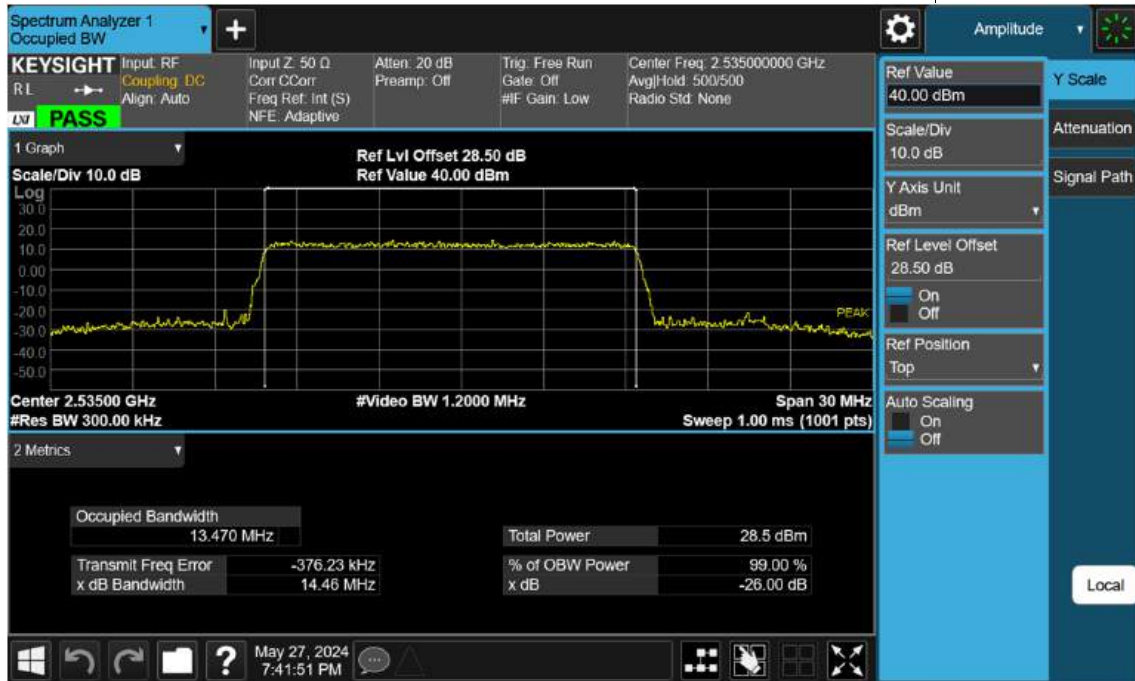 Spectrum Analyzer 1
Occupied BW
+
Amplitude
KEYSIGHT
RL
LXI
PASS
Input: RF
Coupling: DC
Align: Auto
Input Z: 50 Ω
Corr CCorr
Freq Ref: Int (S)
NFE: Adaptive
Atten: 20 dB
Preamp: Off
Trig: Free Run
Gate: Off
#IF Gain: Low
Center Freq: 2.535000000 GHz
Avg|Hold: 500/500
Radio Std: None
1 Graph
Scale/Div 10.0 dB
Ref Lvl Offset 28.50 dB
Ref Value 40.00 dBm
Log
30.0
20.0
10.0
0.00
-10.0
-20.0
-30.0
-40.0
-50.0
PEAK
Center 2.53500 GHz
#Res BW 300.00 kHz
#Video BW 1.2000 MHz
Span 30 MHz
Sweep 1.00 ms (1001 pts)
2 Metrics
Occupied Bandwidth
13.470 MHz
Transmit Freq Error -376.23 kHz
x dB Bandwidth 14.46 MHz
Total Power 28.5 dBm
% of OBW Power 99.00 %
x dB -26.00 dB
?
May 27, 2024
7:41:51 PM
Ref Value
40.00 dBm
Scale/Div
10.0 dB
Y Axis Unit
dBm
Ref Level Offset
28.50 dB
On
Off
Ref Position
Top
Auto Scaling
On
Off
Y Scale
Attenuation
Signal Path
Local